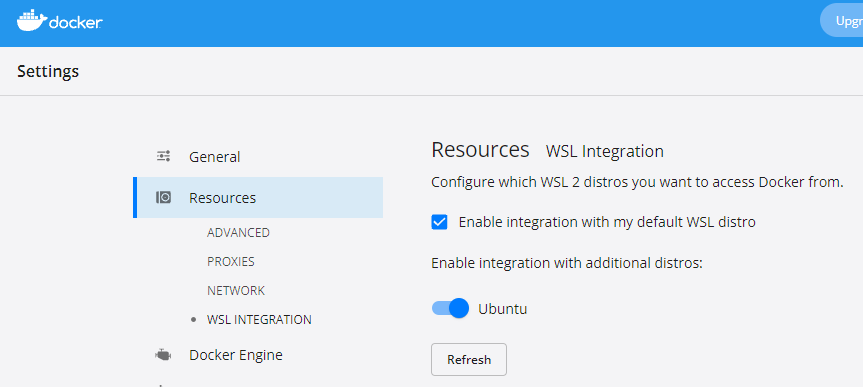 docker
Upgr
Settings
General
Resources
ADVANCED
PROXIES
NETWORK
WSL INTEGRATION
Docker Engine
Resources WSL Integration
Configure which WSL 2 distros you want to access Docker from.
Enable integration with my default WSL distro
Enable integration with additional distros:
Ubuntu
Refresh